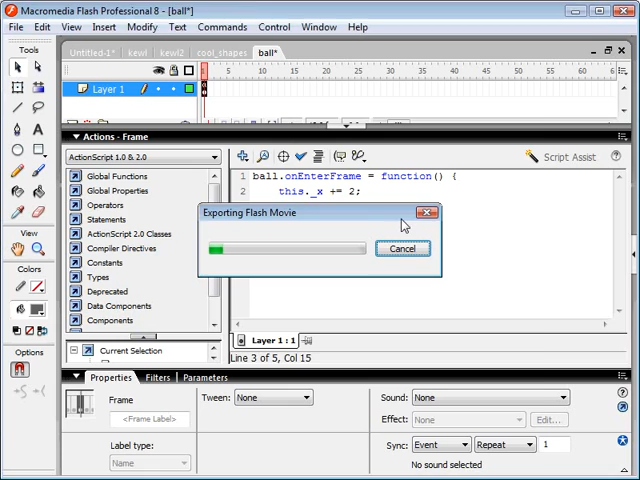 Macromedia Flash Professional 8 - [ball*]
File Edit View Insert Modify Text Commands Control Window Help
Tools
Untitled-1* kewl kewl2 cool_shapes ball*
1 5 10 15 20 25 30 35 40 45 50 55 60 6
Layer 1
Actions - Frame
ActionScript 1.0 & 2.0
Script Assist
Global Functions
Global Properties
Operators
Statements
ActionScript 2.0 Classes
Compiler Directives
Constants
Types
Deprecated
Data Components
Components
1 ball.onEnterFrame = function() {
2 this._x += 2;
Exporting Flash Movie
Cancel
View
Colors
Options
Current Selection
Layer 1 : 1
Line 3 of 5, Col 15
Properties Filters Parameters
Frame
<Frame Label>
Label type:
Name
Tween: None
Sound: None
Effect: None Edit...
Sync: Event Repeat 1
No sound selected